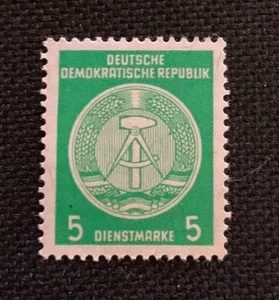 DEUTSCHE
DEMOKRATISCHE REPUBLIK
5 5
DIENSTMARKE